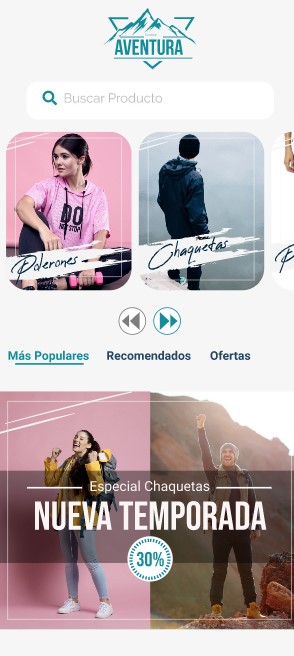 AVENTURA
Buscar Producto
DO
NOT STOP
Polerones
Chaquetas
P
Más Populares
Recomendados
Ofertas
Especial Chaquetas
NUEVA TEMPORADA
30%